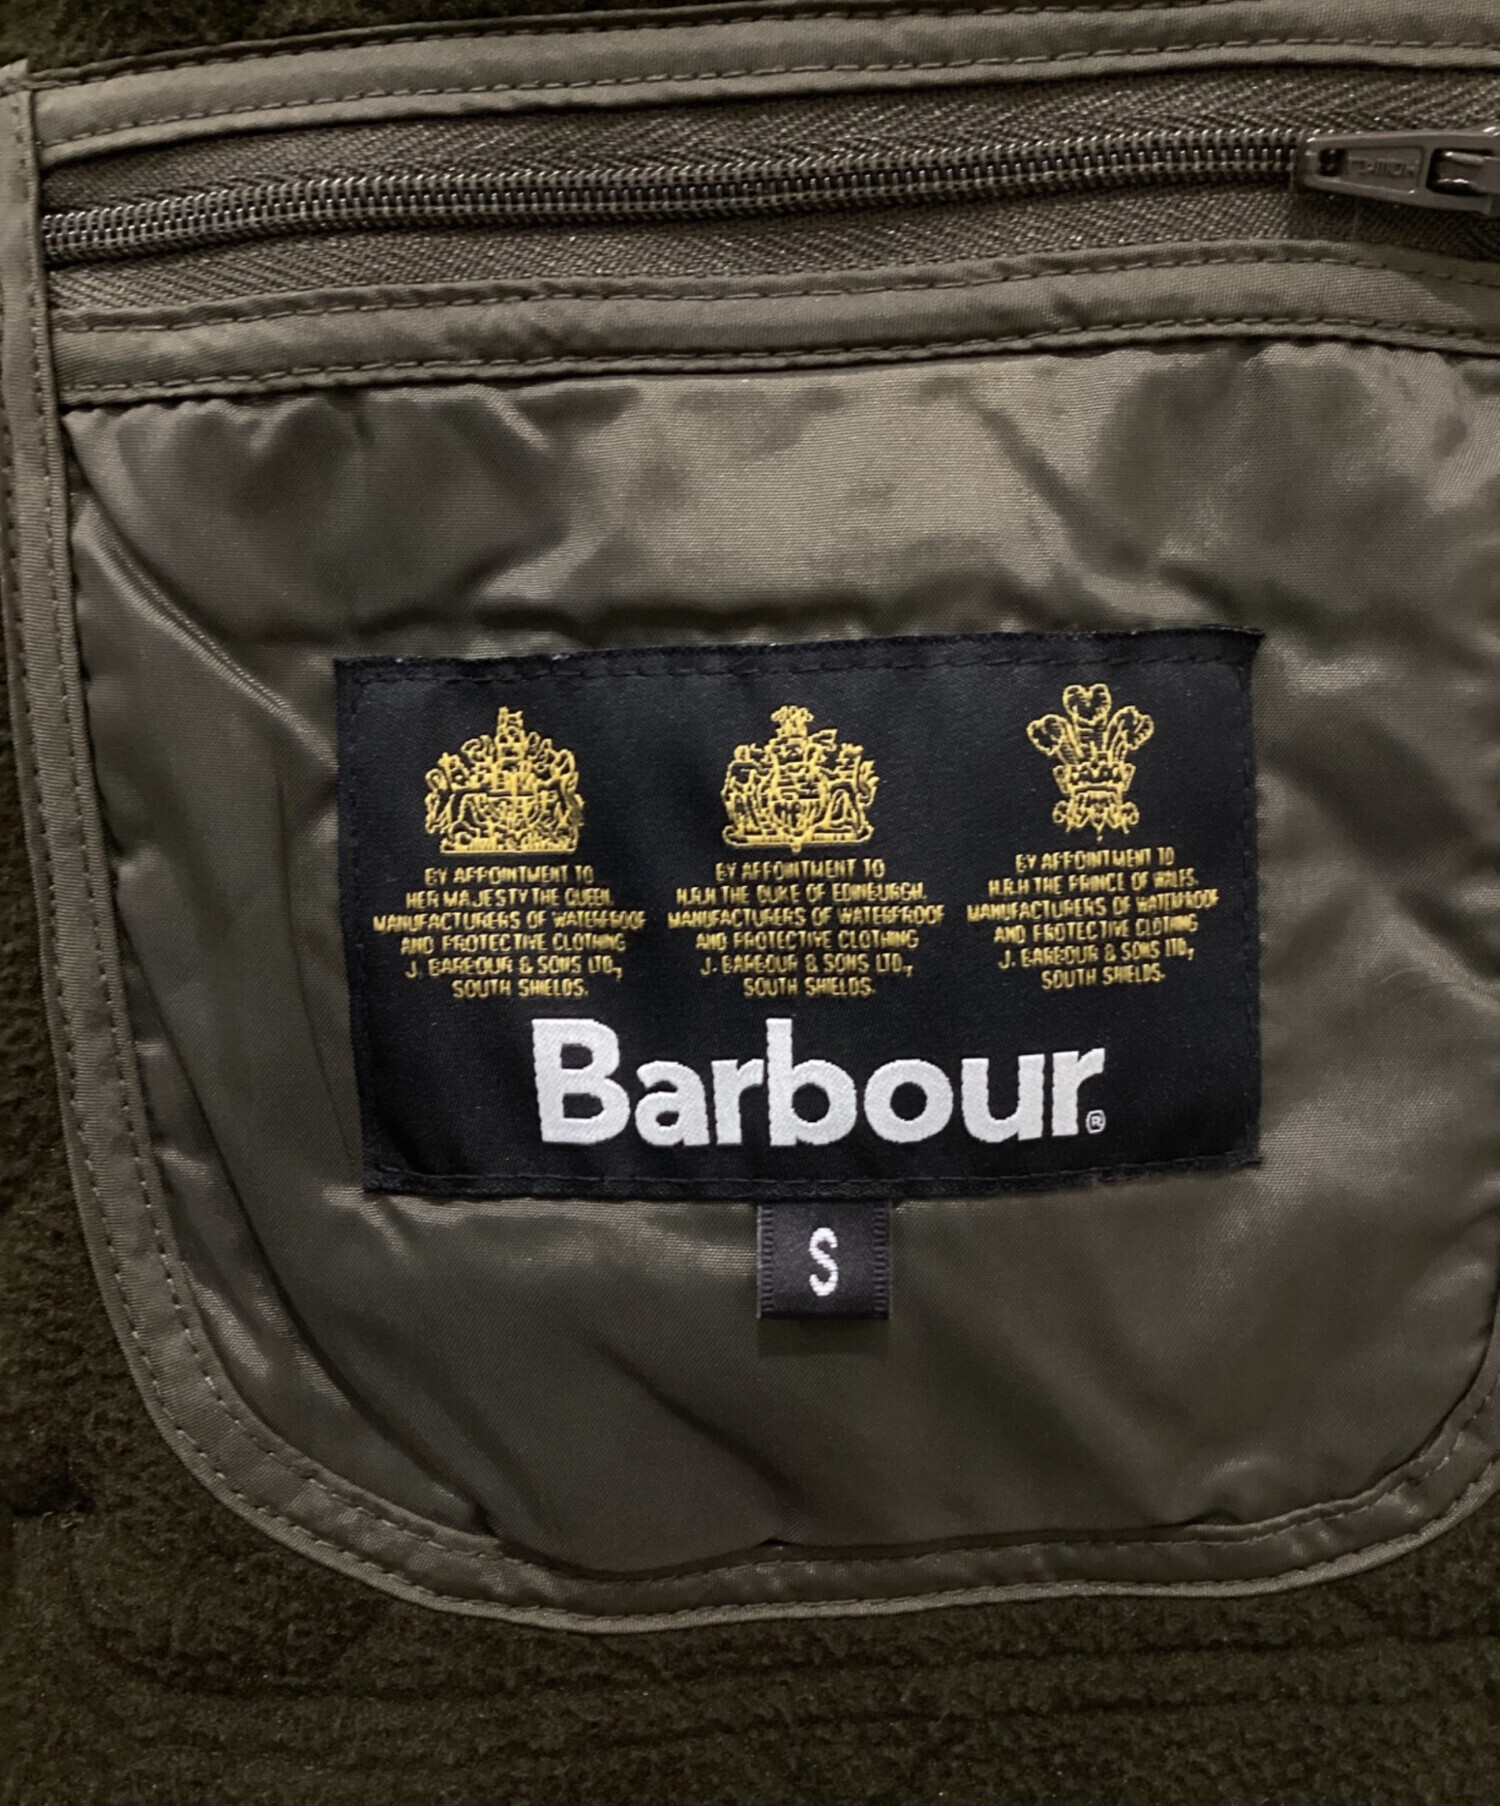 BY APPOINTMENT TO
HER MAJESTY THE QUEEN.
MANUFACTURERS OF WATERPROOF
AND PROTECTIVE CLOTHING
J. BARBOUR & SONS LTD.,
SOUTH SHIELDS.
BY APPOINTMENT TO
H.R.H THE DUKE OF EDINBURGH.
MANUFACTURERS OF WATERPROOF
AND PROTECTIVE CLOTHING
J. BARBOUR & SONS LTD.,
SOUTH SHIELDS.
BY APPOINTMENT TO
H.R.H THE PRINCE OF WALES.
MANUFACTURERS OF WATERPROOF
AND PROTECTIVE CLOTHING
J. BARBOUR & SONS LTD,
SOUTH SHIELDS.
Barbour®
S